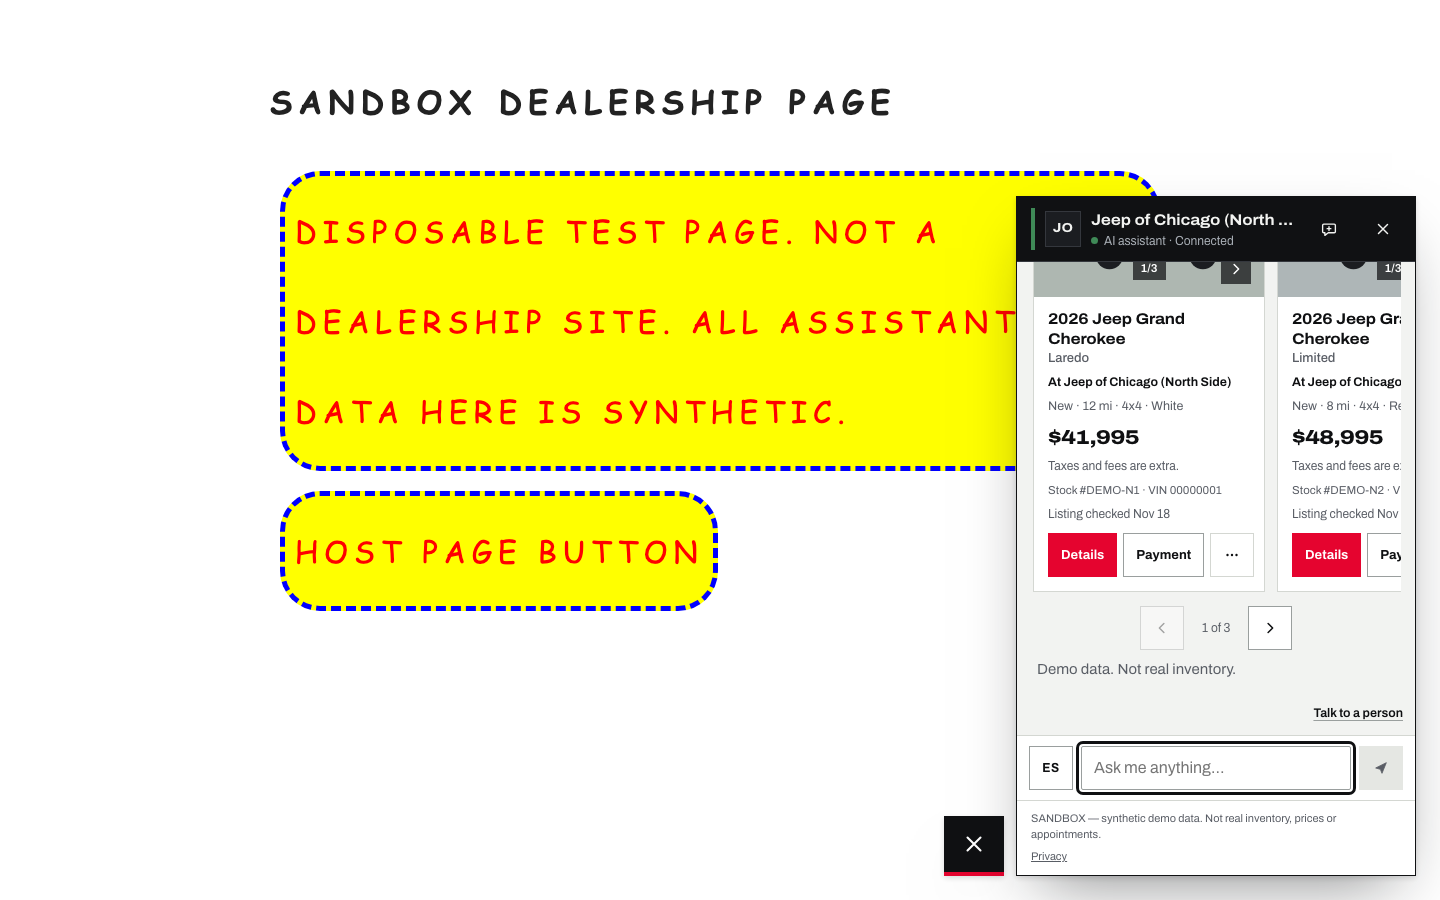 SANDBOX DEALERSHIP PAGE
DISPOSABLE TEST PAGE. NOT A
DEALERSHIP SITE. ALL ASSISTANT
DATA HERE IS SYNTHETIC.
HOST PAGE BUTTON
JO
Jeep of Chicago (North ...
AI assistant · Connected
1/3
1/3
2026 Jeep Grand
Cherokee
Laredo
At Jeep of Chicago (North Side)
New · 12 mi · 4x4 · White
$41,995
Taxes and fees are extra.
Stock #DEMO-N1 · VIN 00000001
Listing checked Nov 18
Details
Payment
...
2026 Jeep
Cherokee
Limited
At Jeep of Chicago
New · 8 mi · 4x4 ·
$48,995
Taxes and fees are
Stock #DEMO-N2 ·
Listing checked Nov
Details
1 of 3
Demo data. Not real inventory.
Talk to a person
ES
Ask me anything...
SANDBOX — synthetic demo data. Not real inventory, prices or
appointments.
Privacy